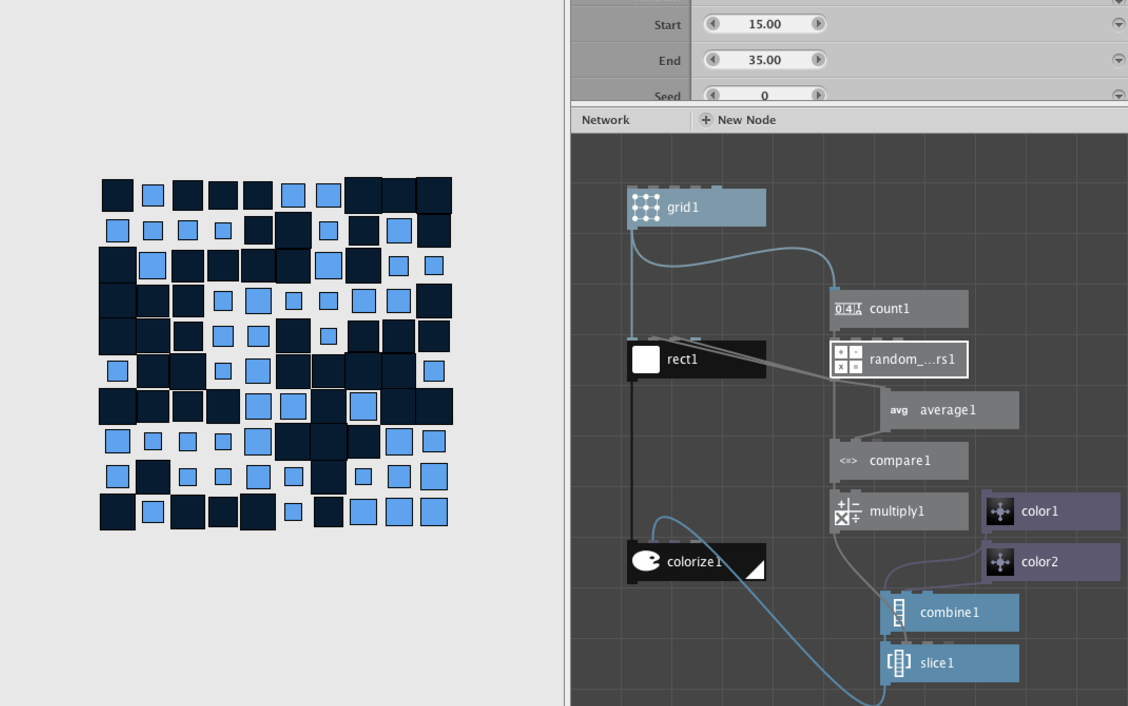 Start 15.00
End 35.00
Seed 0
Network New Node
grid1
count1
rect1
random_...rs1
avg average1
<=> compare1
multiply1
color1
colorize1
color2
combine1
slice1